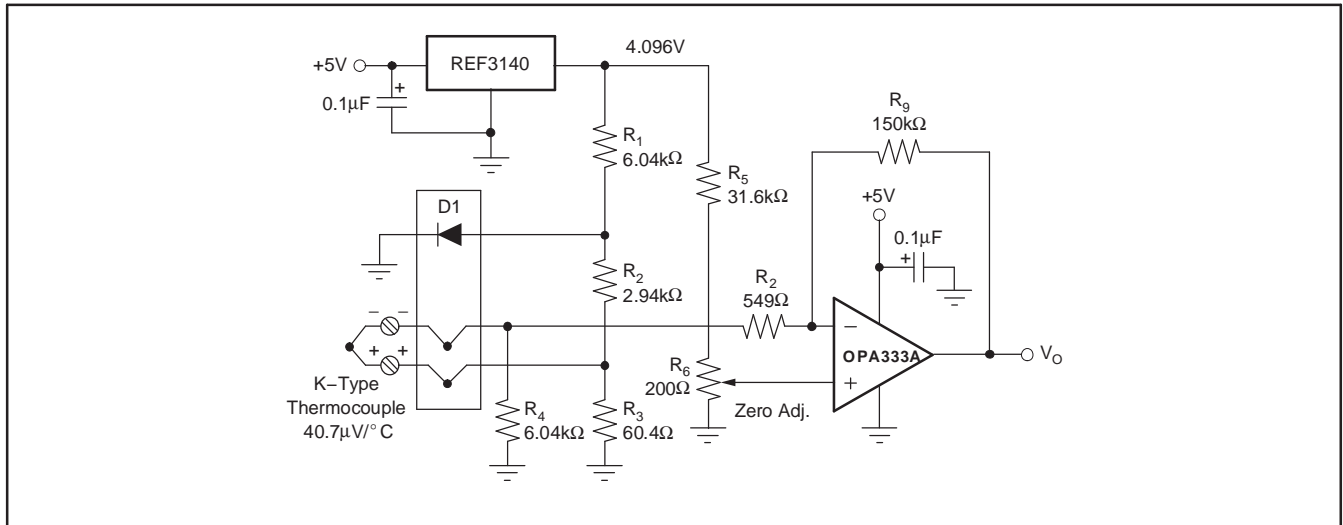 4.096V
+5V
REF3140
+
0.1μF
R1
6.04kΩ
R5
31.6kΩ
R9
150kΩ
+5V
0.1μF
+
D1
R2
2.94kΩ
R2
549Ω
− −
+ +
K−Type
Thermocouple
40.7μV/°C
R4
6.04kΩ
R3
60.4Ω
R6
200Ω
Zero Adj.
−
OPA333A
+
VO